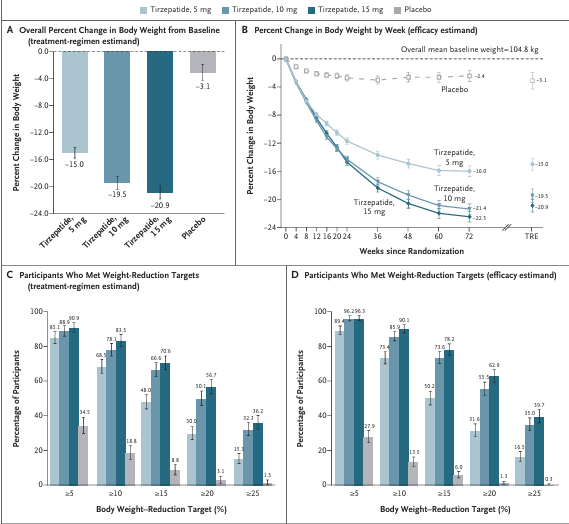 Tirzepatide, 5 mg Tirzepatide, 10 mg Tirzepatide, 15 mg Placebo
A Overall Percent Change in Body Weight from Baseline
(treatment-regimen estimand)
Percent Change in Body Weight
0.0
−4.0
−8.0
−12.0
−16.0
−20.0
−24.0
−15.0
−19.5
−20.9
−3.1
Tirzepatide,
5 mg
Tirzepatide,
10 mg
Tirzepatide,
15 mg
Placebo
B Percent Change in Body Weight by Week (efficacy estimand)
Overall mean baseline weight=104.8 kg
Percent Change in Body Weight
0
−4
−8
−12
−16
−20
−24
−2.4
−3.1
Placebo
Tirzepatide,
5 mg
−16.0
−15.0
Tirzepatide,
10 mg
Tirzepatide,
15 mg
−21.4
−22.5
−19.5
−20.9
0 4 8 12 16 20 24 36 48 60 72 TRE
Weeks since Randomization
C Participants Who Met Weight-Reduction Targets
(treatment-regimen estimand)
Percentage of Participants
100
80
60
40
20
0
85.1 88.9 90.9 34.5
68.5 78.1 83.5 18.8
48.0 66.6 70.6 8.8
30.0 50.1 56.7 3.1
15.3 32.3 36.2 1.5
≥5 ≥10 ≥15 ≥20 ≥25
Body Weight–Reduction Target (%)
D Participants Who Met Weight-Reduction Targets (efficacy estimand)
Percentage of Participants
100
80
60
40
20
0
89.4 96.2 96.3 27.9
73.4 85.9 90.1 13.5
50.2 73.6 78.2 6.0
31.6 55.5 62.9 1.3
16.5 35.0 39.7 0.3
≥5 ≥10 ≥15 ≥20 ≥25
Body Weight–Reduction Target (%)